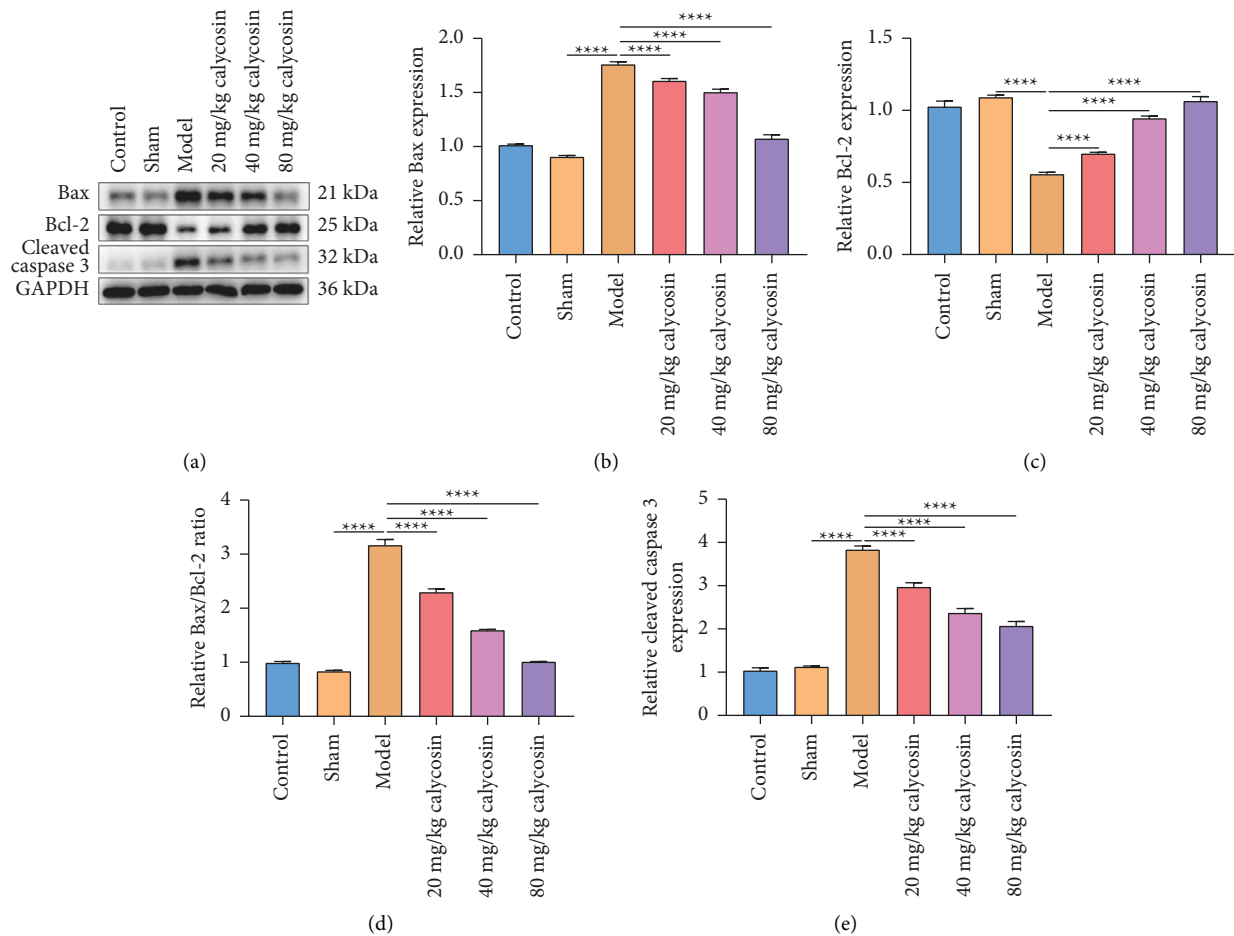 Control
Sham
Model
20 mg/kg calycosin
40 mg/kg calycosin
80 mg/kg calycosin
Bax
21 kDa
Bcl-2
25 kDa
Cleaved
caspase 3
32 kDa
GAPDH
36 kDa
(a)
Relative Bax expression
2.0
1.5
1.0
0.5
0.0
****
****
**** ****
Control
Sham
Model
20 mg/kg calycosin
40 mg/kg calycosin
80 mg/kg calycosin
(b)
Relative Bcl-2 expression
1.5
1.0
0.5
0.0
**** ****
****
****
Control
Sham
Model
20 mg/kg calycosin
40 mg/kg calycosin
80 mg/kg calycosin
(c)
Relative Bax/Bcl-2 ratio
4
3
2
1
0
****
****
**** ****
Control
Sham
Model
20 mg/kg calycosin
40 mg/kg calycosin
80 mg/kg calycosin
(d)
Relative cleaved caspase 3
expression
5
4
3
2
1
0
****
****
**** ****
Control
Sham
Model
20 mg/kg calycosin
40 mg/kg calycosin
80 mg/kg calycosin
(e)